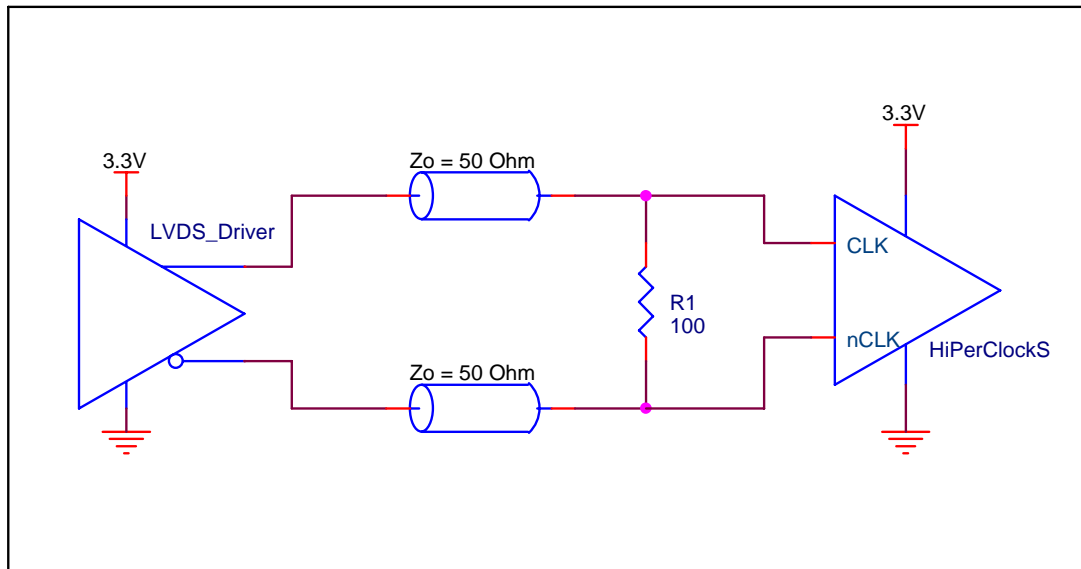 3.3V
3.3V
Zo = 50 Ohm
LVDS_Driver
CLK
R1
100
nCLK
HiPerClockS
Zo = 50 Ohm